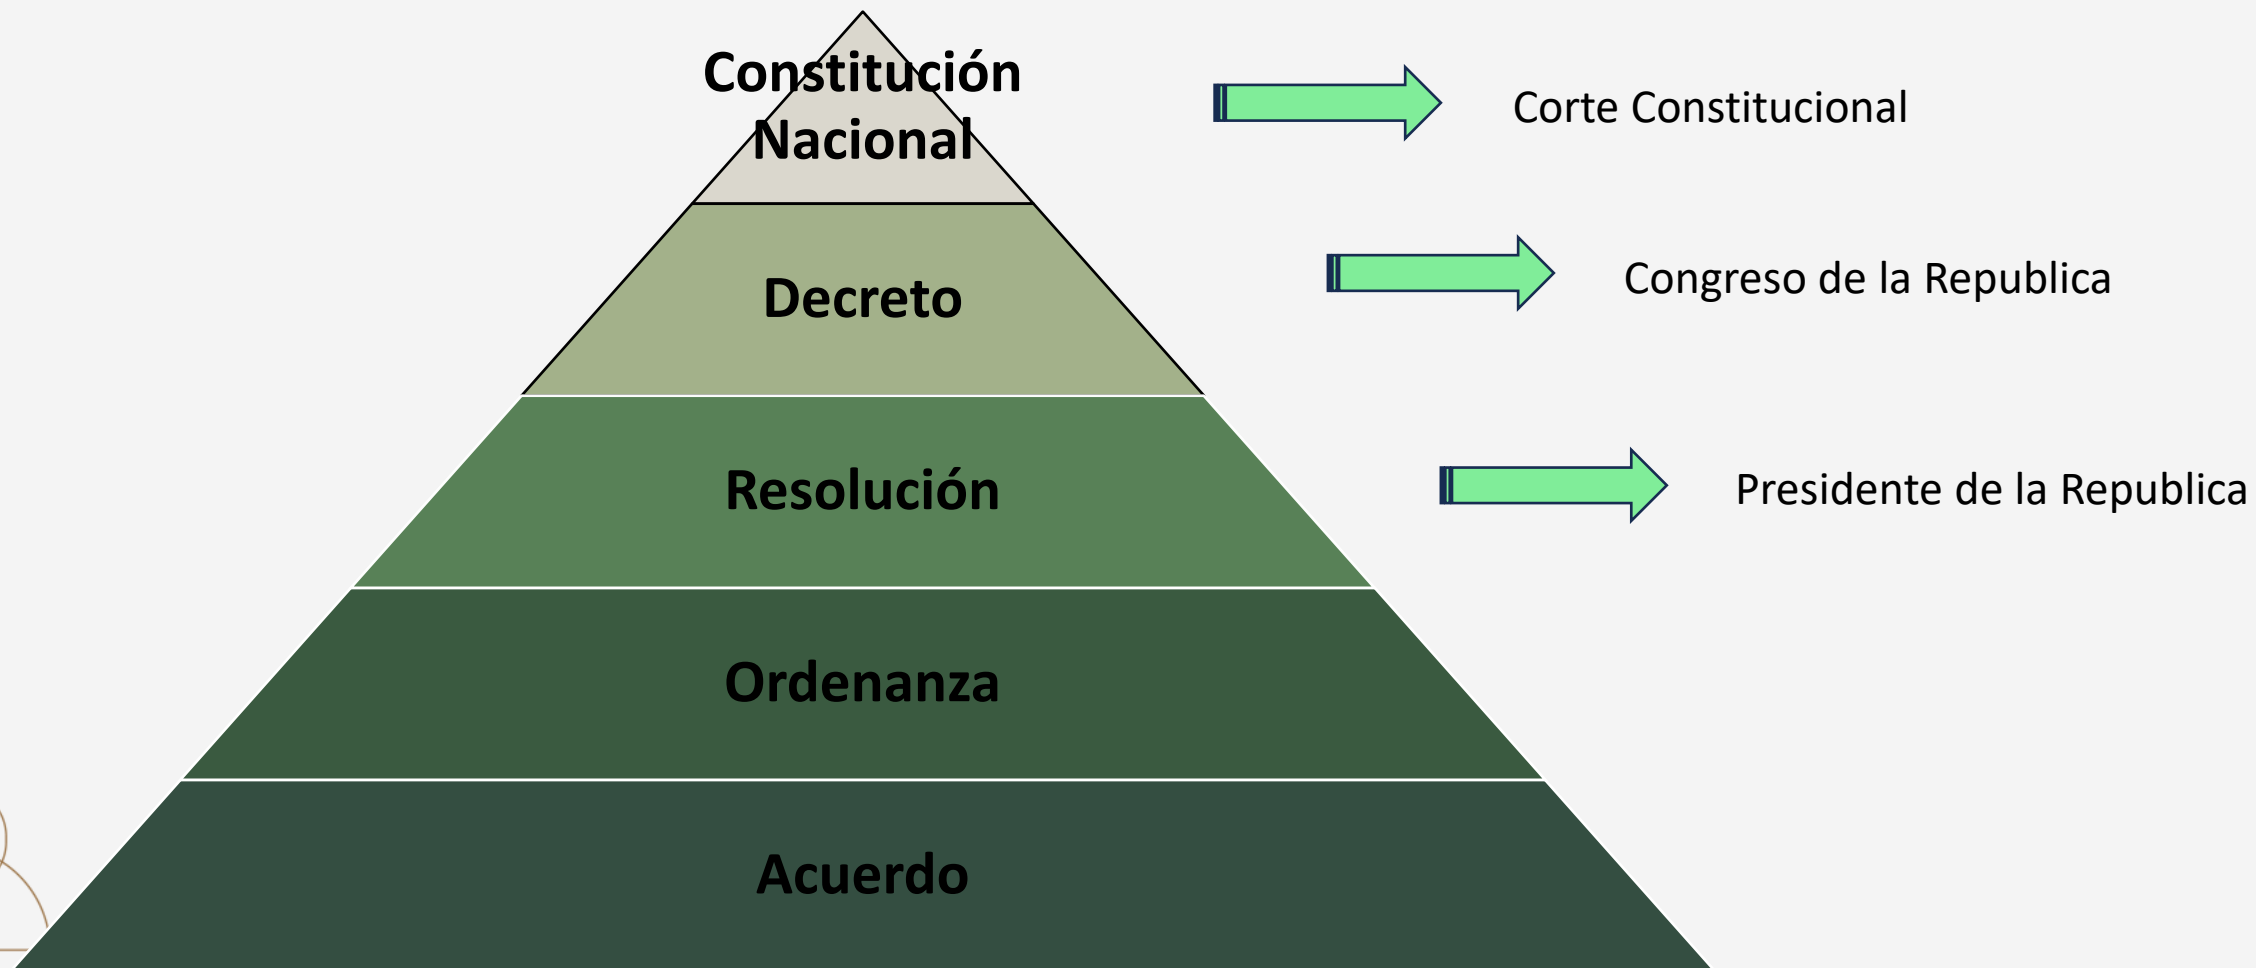 Constitución
Nacional
Corte Constitucional
Decreto
Congreso de la Republica
Resolución
Presidente de la Republica
Ordenanza
Acuerdo